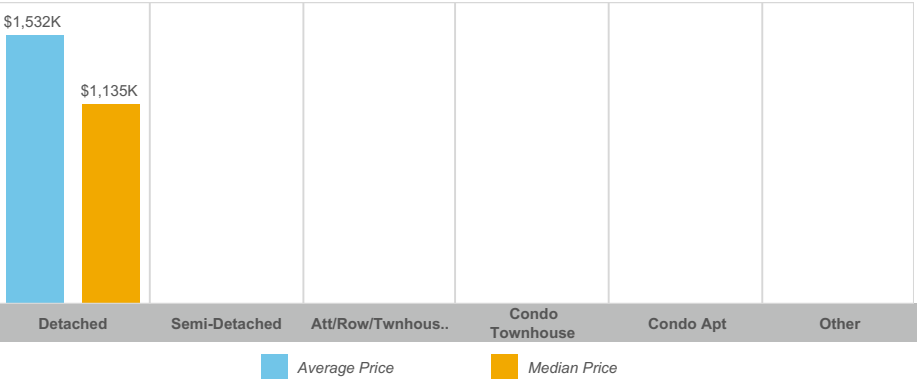 $1,532K
$1,135K
Detached
Semi-Detached
Att/Row/Twnhous..
Condo
Townhouse
Condo Apt
Other
Average Price
Median Price